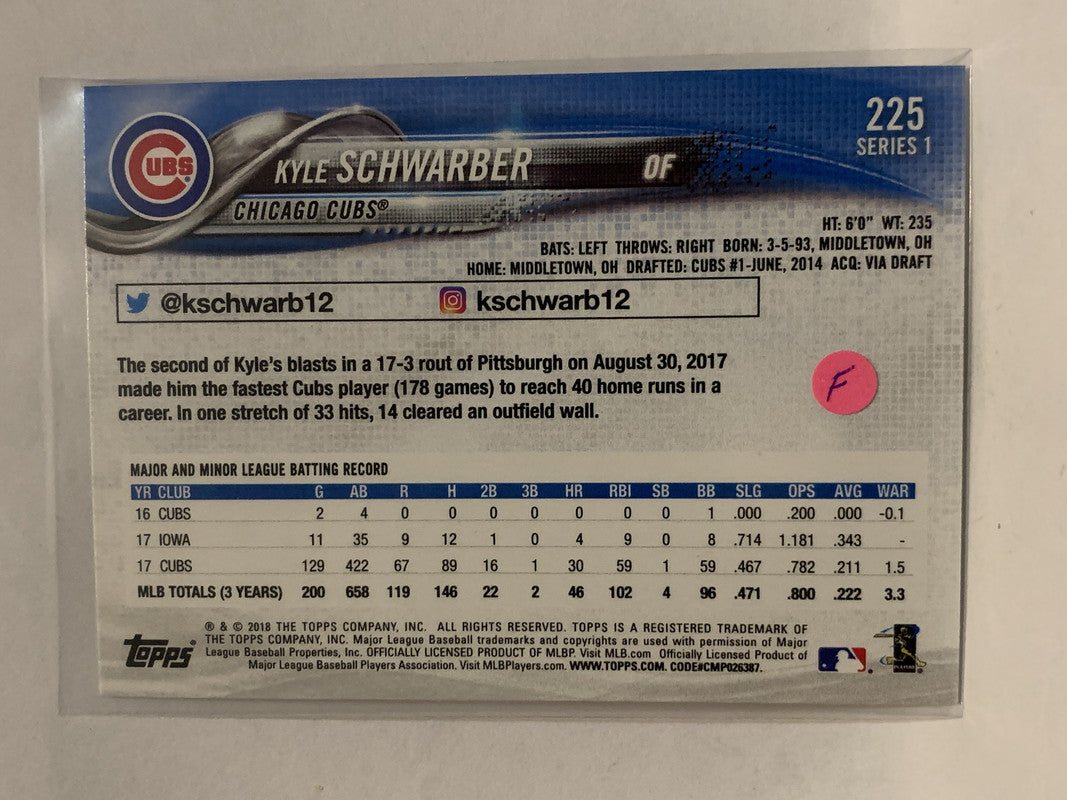 CUBS
225
SERIES 1
KYLE SCHWARBER OF
CHICAGO CUBS®
HT: 6'0" WT: 235
BATS: LEFT THROWS: RIGHT BORN: 3-5-93, MIDDLETOWN, OH
HOME: MIDDLETOWN, OH DRAFTED: CUBS #1-JUNE, 2014 ACQ: VIA DRAFT
@kschwarb12 kschwarb12
The second of Kyle's blasts in a 17-3 rout of Pittsburgh on August 30, 2017
made him the fastest Cubs player (178 games) to reach 40 home runs in a
career. In one stretch of 33 hits, 14 cleared an outfield wall.
F
MAJOR AND MINOR LEAGUE BATTING RECORD
YR CLUB G AB R H 2B 3B HR RBI SB BB SLG OPS AVG WAR
16 CUBS 2 4 0 0 0 0 0 0 0 1 .000 .200 .000 -0.1
17 IOWA 11 35 9 12 1 0 4 9 0 8 .714 1.181 .343 -
17 CUBS 129 422 67 89 16 1 30 59 1 59 .467 .782 .211 1.5
MLB TOTALS (3 YEARS) 200 658 119 146 22 2 46 102 4 96 .471 .800 .222 3.3
® & © 2018 THE TOPPS COMPANY, INC. ALL RIGHTS RESERVED. TOPPS IS A REGISTERED TRADEMARK OF
THE TOPPS COMPANY, INC. Major League Baseball trademarks and copyrights are used with permission of Major
League Baseball Properties, Inc. OFFICIALLY LICENSED PRODUCT OF MLBP. Visit MLB.com Officially Licensed Product of
Major League Baseball Players Association. Visit MLBPlayers.com. WWW.TOPPS.COM. CODE#CMP026387.
Topps®